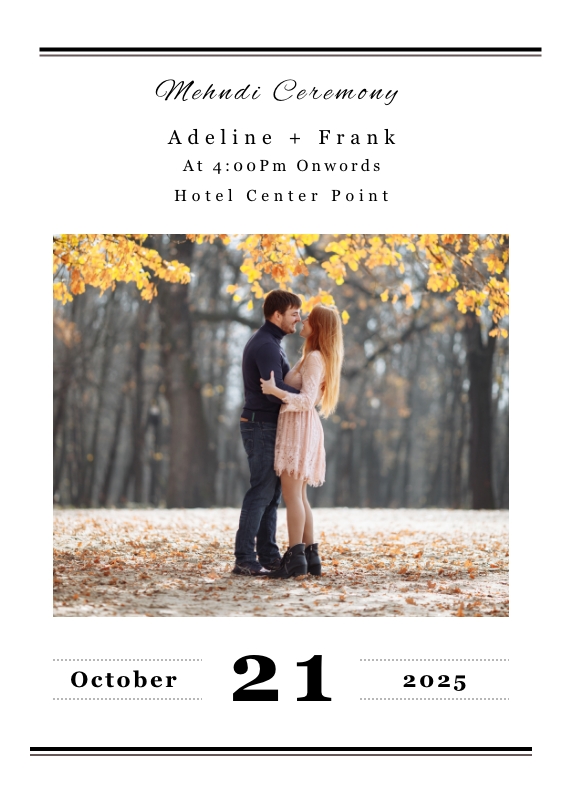 Mehndi Ceremony
Adeline + Frank
At 4:00Pm Onwords
Hotel Center Point
October 21 2025